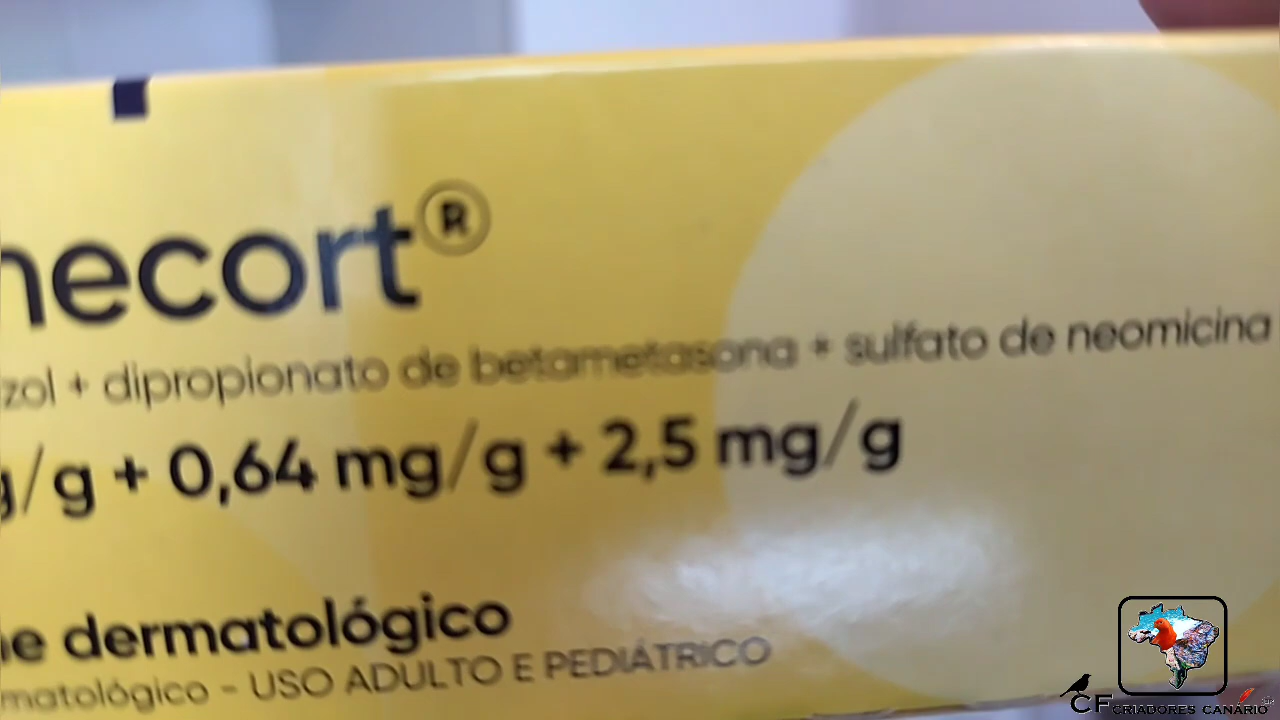 necort®
zol + dipropionato de betametasona + sulfato de neomicina
g/g + 0,64 mg/g + 2,5 mg/g
e dermatológico
matológico - USO ADULTO E PEDIÁTRICO
CF CRIADORES CANÁRIO